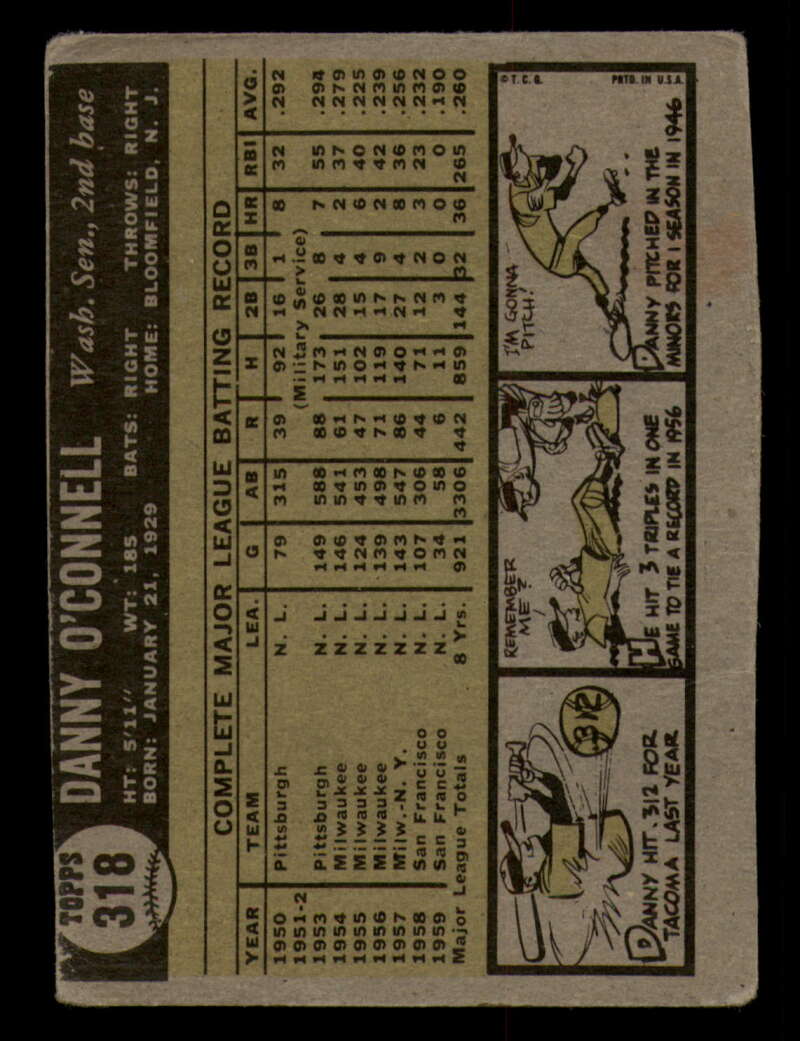 TOPPS
318
DANNY O'CONNELL Wash. Sen., 2nd base
HT: 5'11" WT: 185 BATS: RIGHT THROWS: RIGHT
BORN: JANUARY 21, 1929 HOME: BLOOMFIELD, N. J.
COMPLETE MAJOR LEAGUE BATTING RECORD
YEAR TEAM LEA. G AB R H 2B 3B HR RBI AVG.
1950 Pittsburgh N. L. 79 315 39 92 16 1 8 32 .292
1951-2 (Military Service)
1953 Pittsburgh N. L. 149 588 88 173 26 8 7 55 .294
1954 Milwaukee N. L. 146 541 61 151 28 4 2 37 .279
1955 Milwaukee N. L. 124 453 47 102 15 4 6 40 .225
1956 Milwaukee N. L. 139 498 71 119 17 9 2 42 .239
1957 Milw.-N. Y. N. L. 143 547 86 140 27 4 8 36 .256
1958 San Francisco N. L. 107 306 44 71 12 2 3 23 .232
1959 San Francisco N. L. 34 58 6 11 3 0 0 0 .190
Major League Totals 8 Yrs. 921 3306 442 859 144 32 36 265 .260
312
DANNY HIT .312 FOR
TACOMA LAST YEAR
REMEMBER
ME?
HE HIT 3 TRIPLES IN ONE
GAME TO TIE A RECORD IN 1956
© T. C. G. PRTD. IN U.S.A.
I'M GONNA
PITCH!
DANNY PITCHED IN THE
MINORS FOR 1 SEASON IN 1946